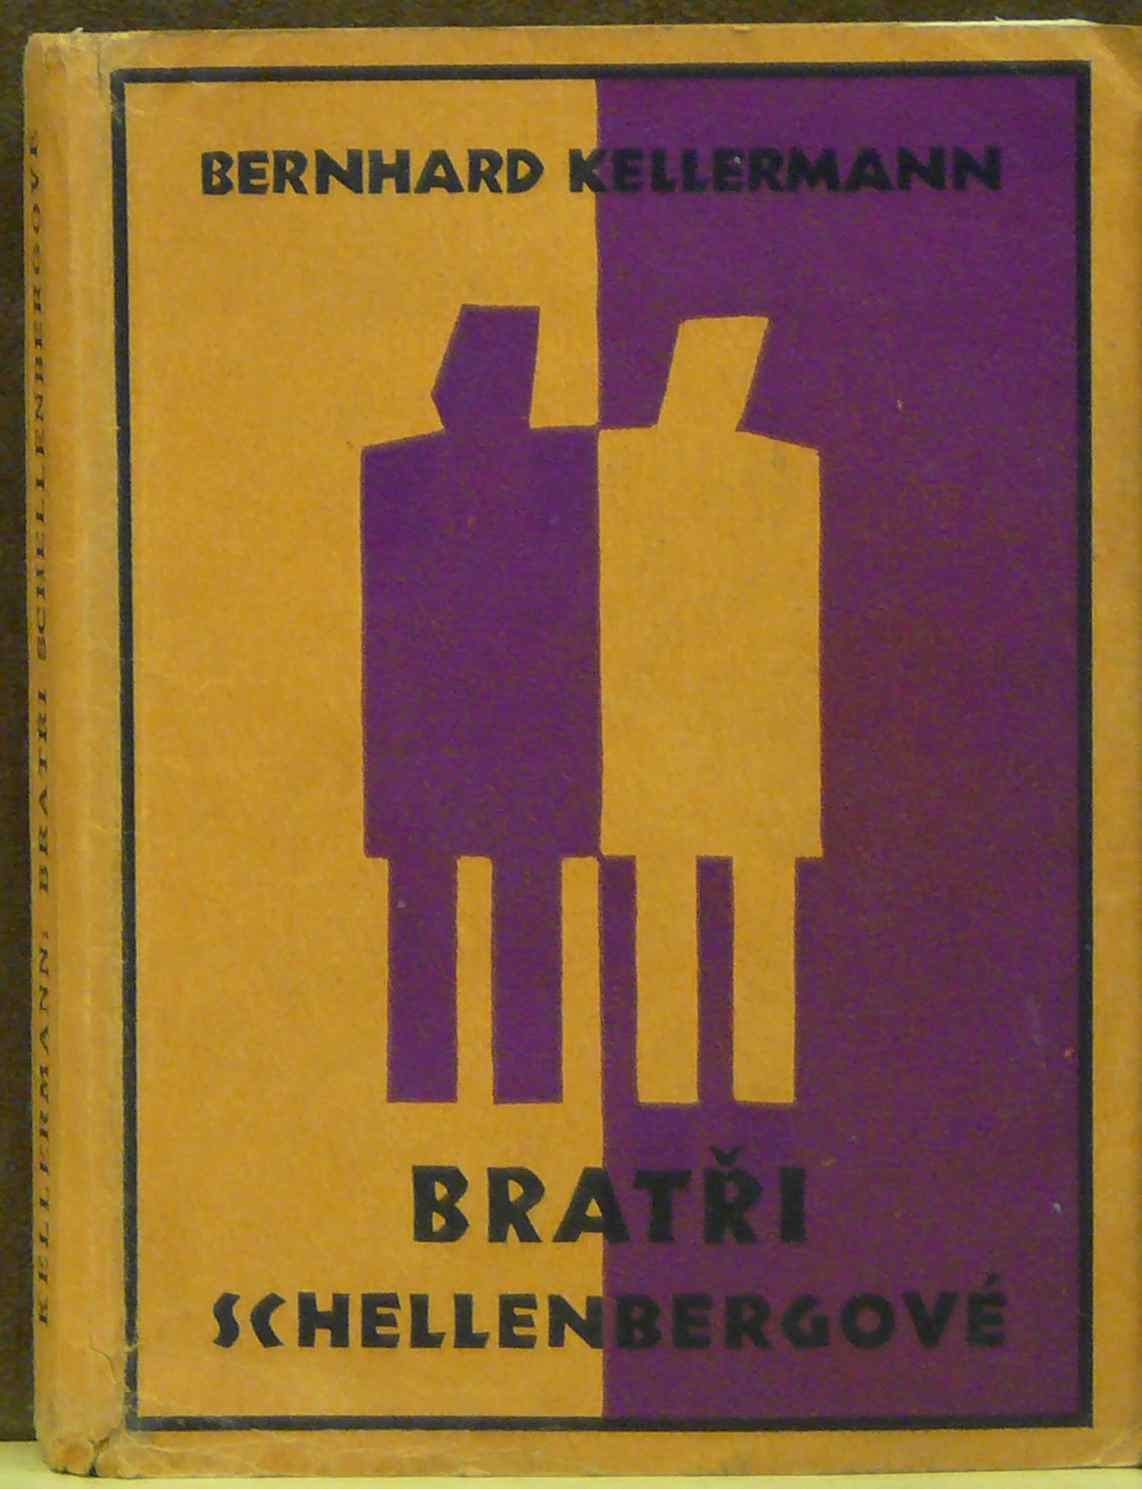 BERNHARD KELLERMANN
BRATŘI
SCHELLENBERGOVÉ
KELLERMANN: BRATŘI SCHELLENBERGOVÉ